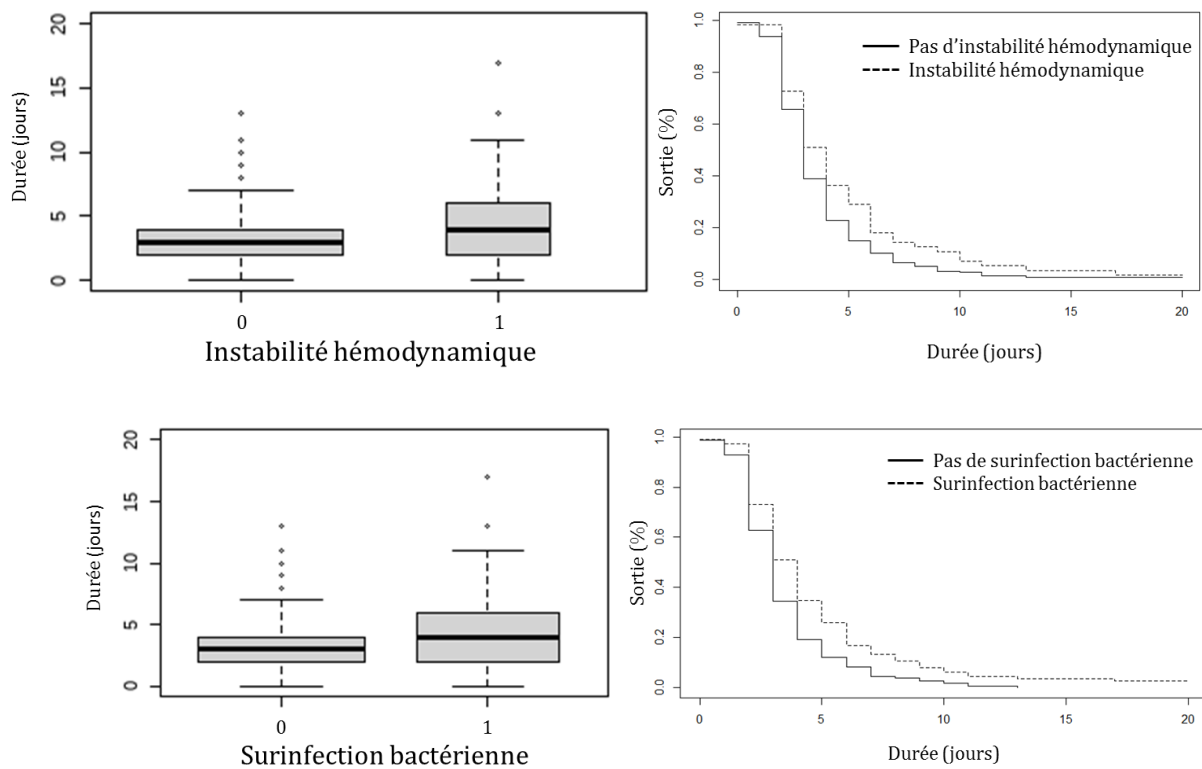 Durée (jours)
20
15
10
5
0
0 1
Instabilité hémodynamique
Sortie (%)
1.0
0.8
0.6
0.4
0.2
0.0
Pas d'instabilité hémodynamique
Instabilité hémodynamique
0 5 10 15 20
Durée (jours)
Durée (jours)
20
15
10
5
0
0 1
Surinfection bactérienne
Sortie (%)
1.0
0.8
0.6
0.4
0.2
0.0
Pas de surinfection bactérienne
Surinfection bactérienne
0 5 10 15 20
Durée (jours)